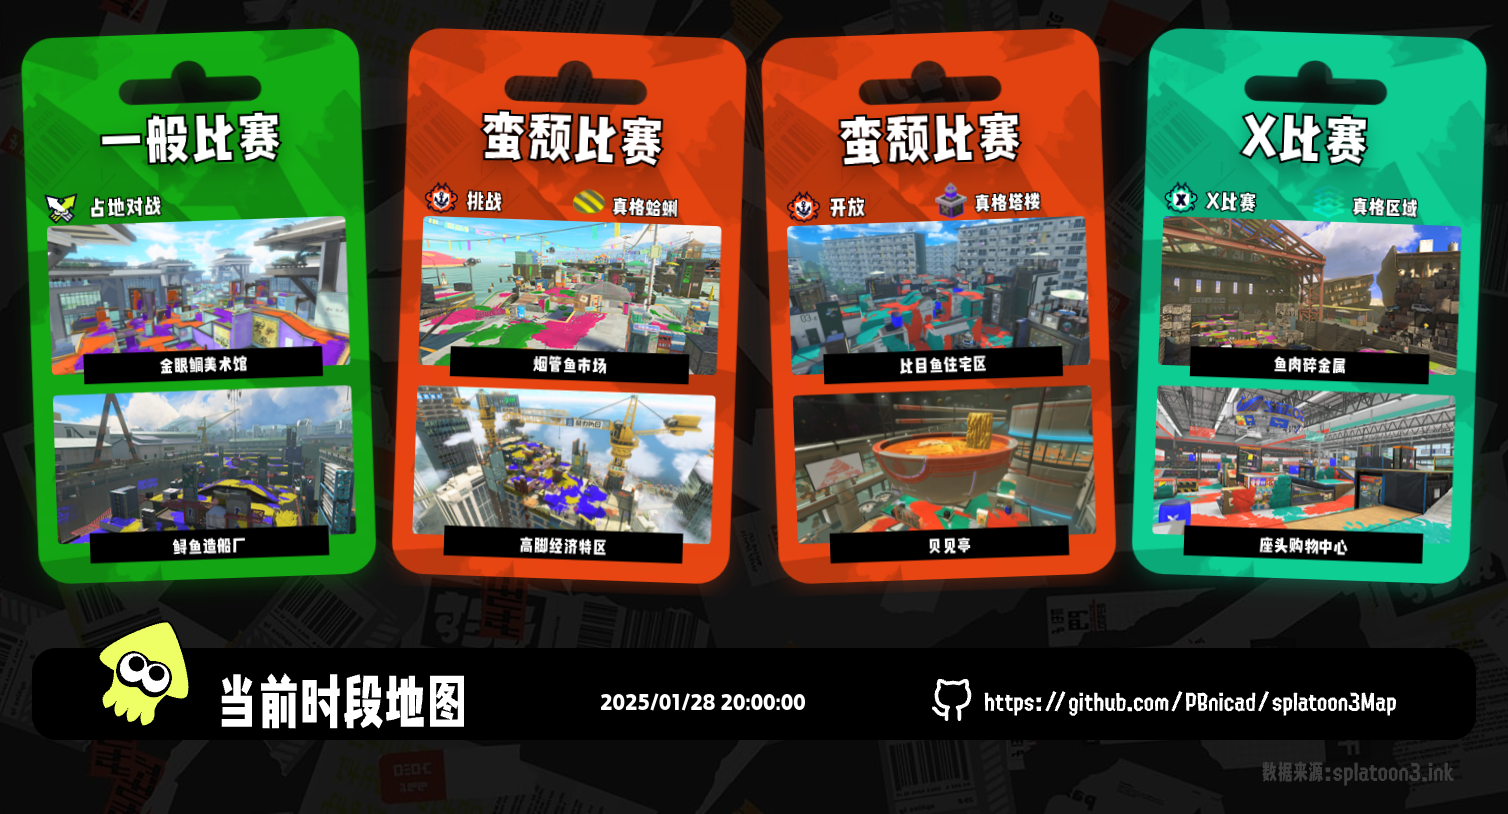 一般比赛
占地对战
金眼鲷美术馆
鲟鱼造船厂
蛮颓比赛
挑战
真格蛤蜊
烟管鱼市场
高脚经济特区
蛮颓比赛
开放
真格塔楼
比目鱼住宅区
贝贝亭
X比赛
X比赛
真格区域
鱼肉碎金属
座头购物中心
当前时段地图
2025/01/28 20:00:00
https://github.com/PBnicad/splatoon3Map
数据来源:splatoon3.ink